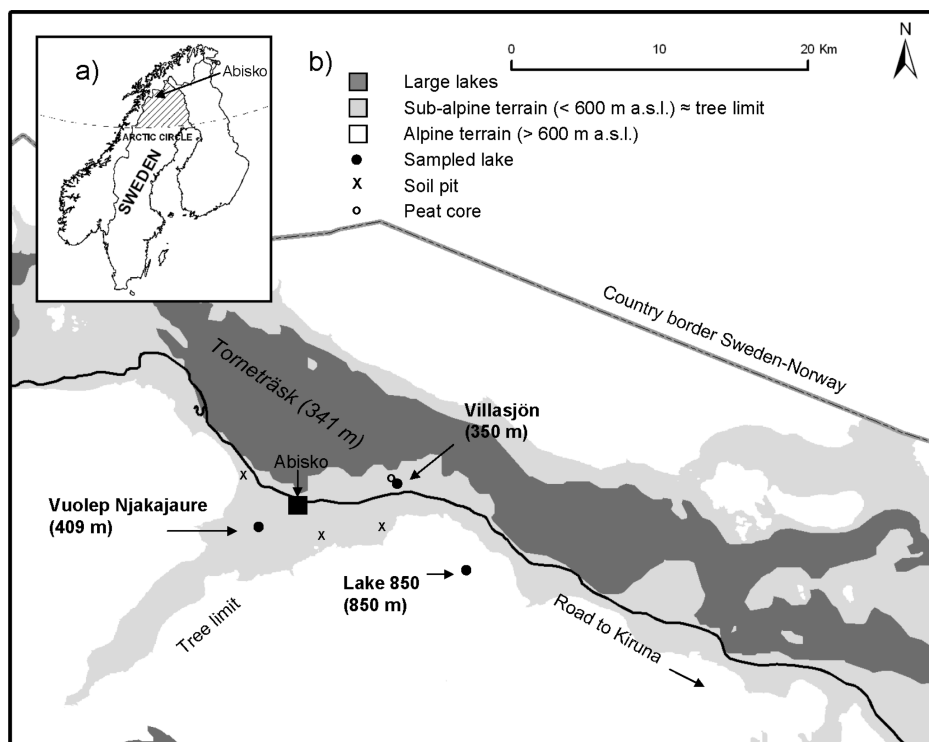 a)
Abisko
ARCTIC CIRCLE
SWEDEN
b)
0 10 20 Km
N
Large lakes
Sub-alpine terrain (< 600 m a.s.l.) ≈ tree limit
Alpine terrain (> 600 m a.s.l.)
Sampled lake
x Soil pit
Peat core
Country border Sweden-Norway
Torneträsk (341 m)
Villasjön
(350 m)
Abisko
x
Vuolep Njakajaure
(409 m)
x
x
Lake 850
(850 m)
Tree limit
Road to Kiruna